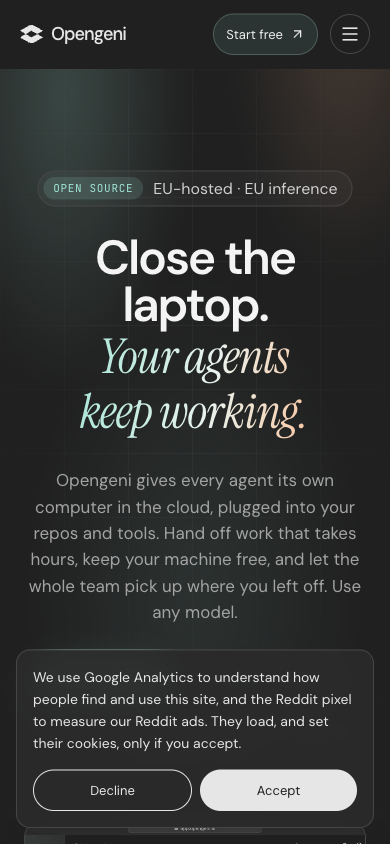 Opengeni
Start free
OPEN SOURCE EU-hosted · EU inference
Close the
laptop.
Your agents
keep working.
Opengeni gives every agent its own
computer in the cloud, plugged into your
repos and tools. Hand off work that takes
hours, keep your machine free, and let the
whole team pick up where you left off. Use
any model.
We use Google Analytics to understand how
people find and use this site, and the Reddit pixel
to measure our Reddit ads. They load, and set
their cookies, only if you accept.
Decline Accept